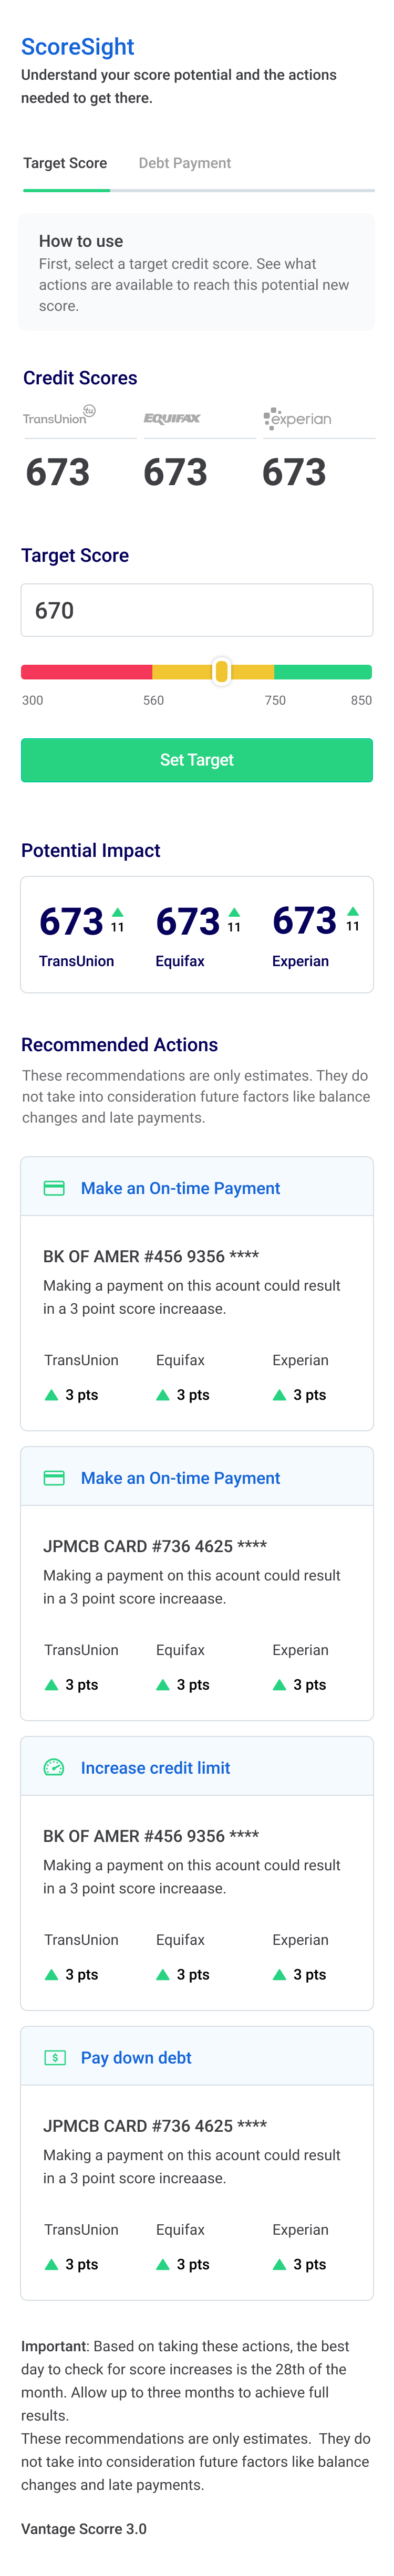 ScoreSight
Understand your score potential and the actions
needed to get there.
Target Score Debt Payment
How to use
First, select a target credit score. See what
actions are available to reach this potential new
score.
Credit Scores
TransUnion tu EQUIFAX experian
673 673 673
Target Score
670
300 560 750 850
Set Target
Potential Impact
673 11 673 11 673 11
TransUnion Equifax Experian
Recommended Actions
These recommendations are only estimates. They do
not take into consideration future factors like balance
changes and late payments.
Make an On-time Payment
BK OF AMER #456 9356 ****
Making a payment on this acount could result
in a 3 point score increaase.
TransUnion Equifax Experian
3 pts 3 pts 3 pts
Make an On-time Payment
JPMCB CARD #736 4625 ****
Making a payment on this acount could result
in a 3 point score increaase.
TransUnion Equifax Experian
3 pts 3 pts 3 pts
Increase credit limit
BK OF AMER #456 9356 ****
Making a payment on this acount could result
in a 3 point score increaase.
TransUnion Equifax Experian
3 pts 3 pts 3 pts
$ Pay down debt
JPMCB CARD #736 4625 ****
Making a payment on this acount could result
in a 3 point score increaase.
TransUnion Equifax Experian
3 pts 3 pts 3 pts
Important: Based on taking these actions, the best
day to check for score increases is the 28th of the
month. Allow up to three months to achieve full
results.
These recommendations are only estimates.  They do
not take into consideration future factors like balance
changes and late payments.
Vantage Scorre 3.0